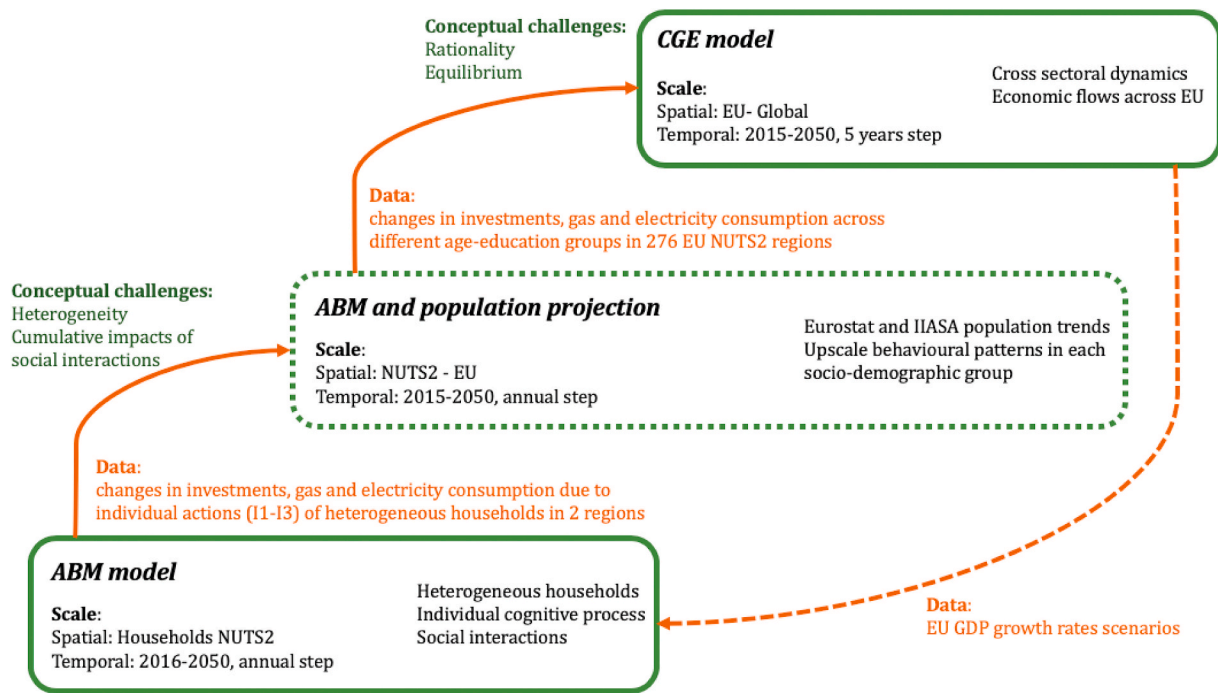 Conceptual challenges:
Rationality
Equilibrium
CGE model
Scale:
Spatial: EU- Global
Temporal: 2015-2050, 5 years step
Cross sectoral dynamics
Economic flows across EU
Data:
changes in investments, gas and electricity consumption across
different age-education groups in 276 EU NUTS2 regions
Conceptual challenges:
Heterogeneity
Cumulative impacts of
social interactions
ABM and population projection
Scale:
Spatial: NUTS2 - EU
Temporal: 2015-2050, annual step
Eurostat and IIASA population trends
Upscale behavioural patterns in each
socio-demographic group
Data:
changes in investments, gas and electricity consumption due to
individual actions (I1-I3) of heterogeneous households in 2 regions
ABM model
Scale:
Spatial: Households NUTS2
Temporal: 2016-2050, annual step
Heterogeneous households
Individual cognitive process
Social interactions
Data:
EU GDP growth rates scenarios